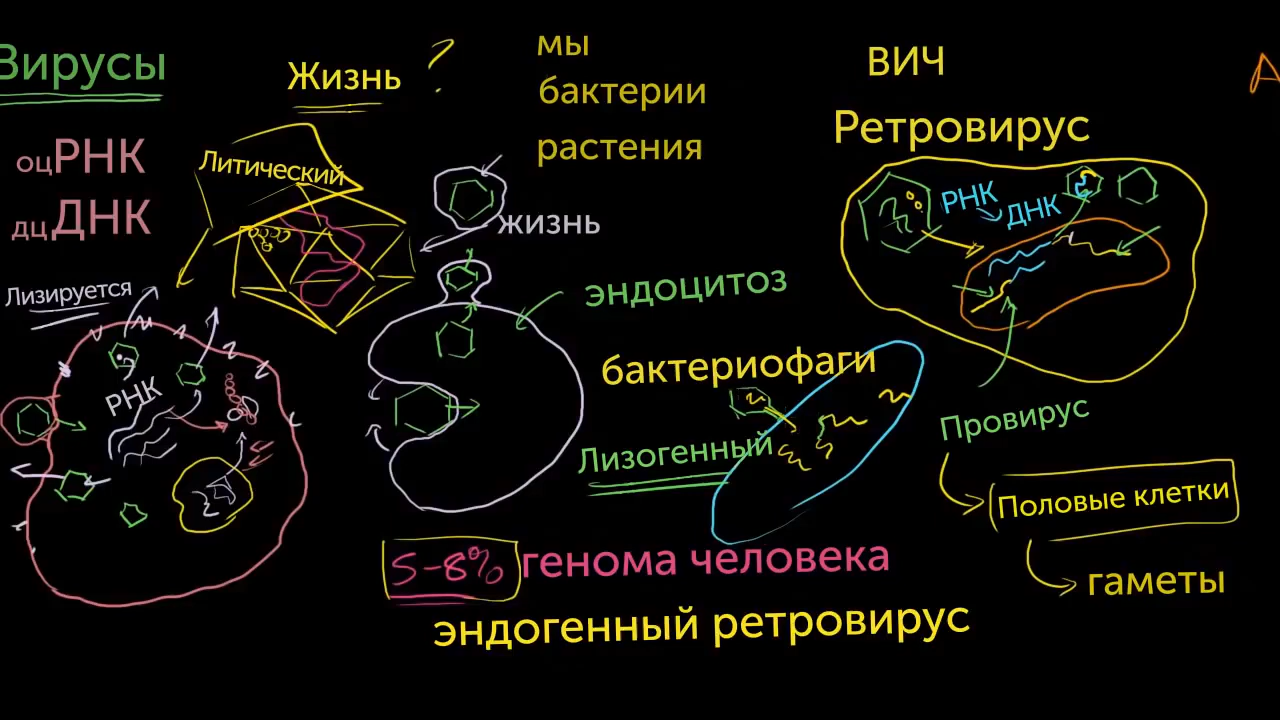 Вирусы
Жизнь ?
мы
бактерии
растения
ВИЧ
Ретровирус
оцРНК
дцДНК
Литический
жизнь
РНК
ДНК
Лизируется
РНК
эндоцитоз
бактериофаги
Лизогенный
Провирус
Половые клетки
гаметы
5-8% генома человека
эндогенный ретровирус